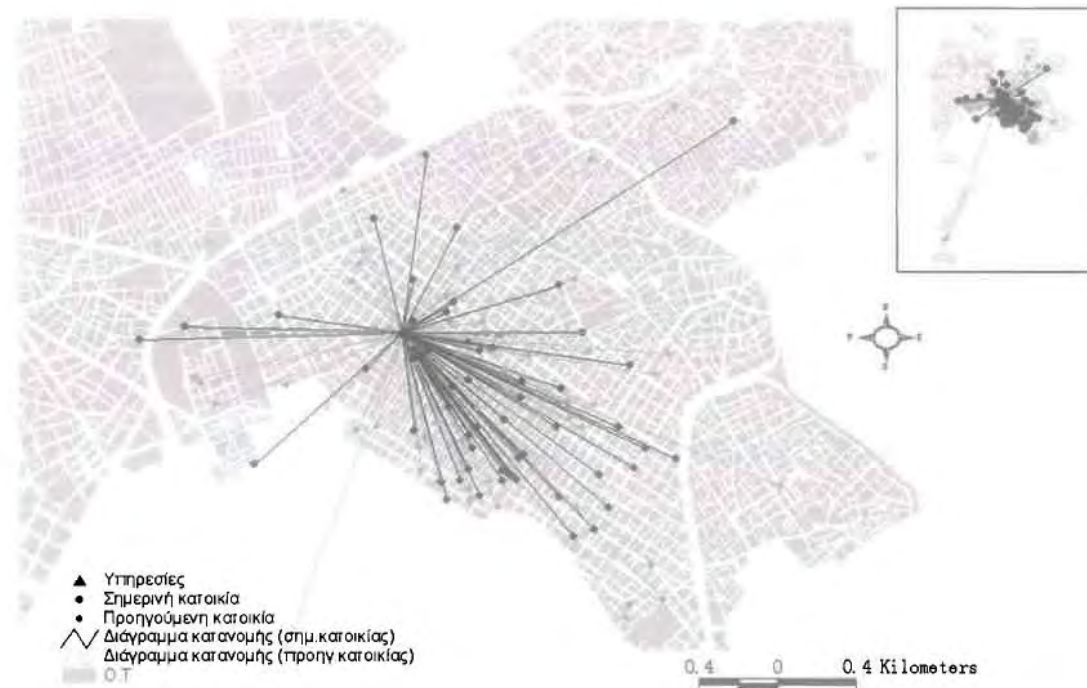 Υπηρεσίες
Σημερινή κατοικία
Προηγούμενη κατοικία
Διάγραμμα κατανομής (σημ.κατοικίας)
Διάγραμμα κατανομής (προηγ κατοικίας)
Ο.Τ
0.4 0 0.4 Kilometers